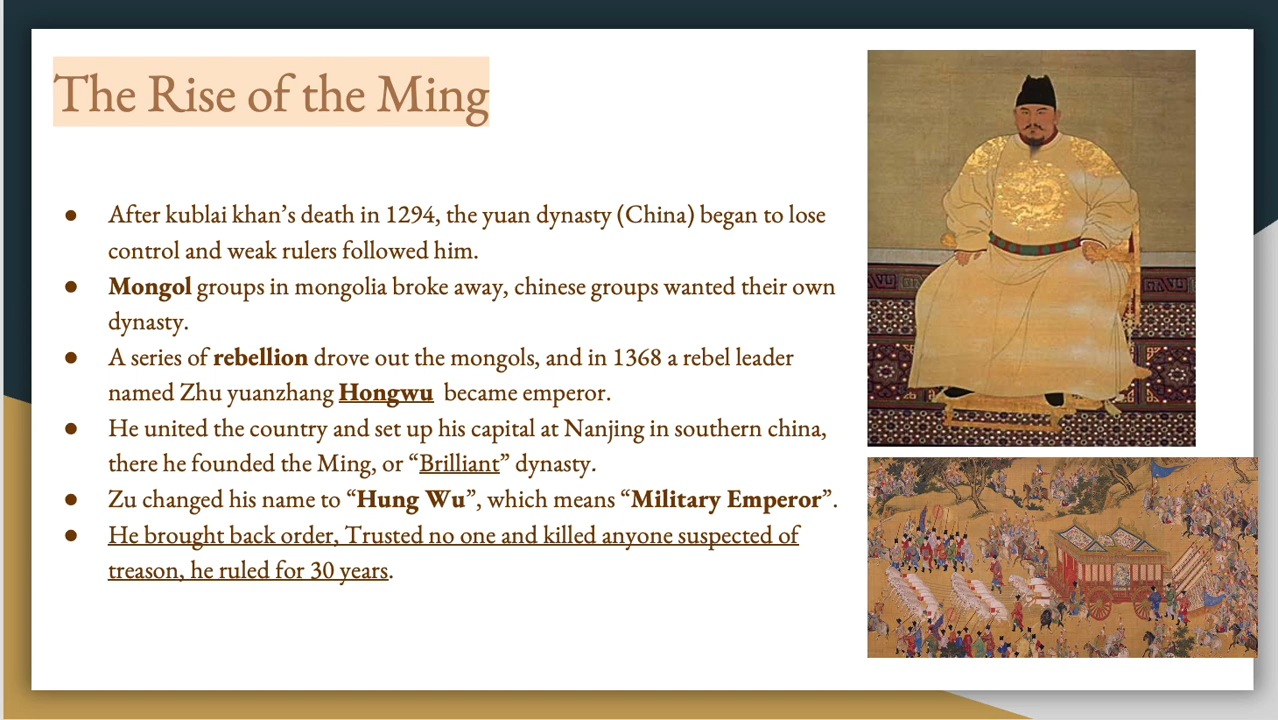 The Rise of the Ming
● After kublai khan’s death in 1294, the yuan dynasty (China) began to lose
control and weak rulers followed him.
● Mongol groups in mongolia broke away, chinese groups wanted their own
dynasty.
● A series of rebellion drove out the mongols, and in 1368 a rebel leader
named Zhu yuanzhang Hongwu became emperor.
● He united the country and set up his capital at Nanjing in southern china,
there he founded the Ming, or “Brilliant” dynasty.
● Zu changed his name to “Hung Wu”, which means “Military Emperor”.
● He brought back order, Trusted no one and killed anyone suspected of
treason, he ruled for 30 years.